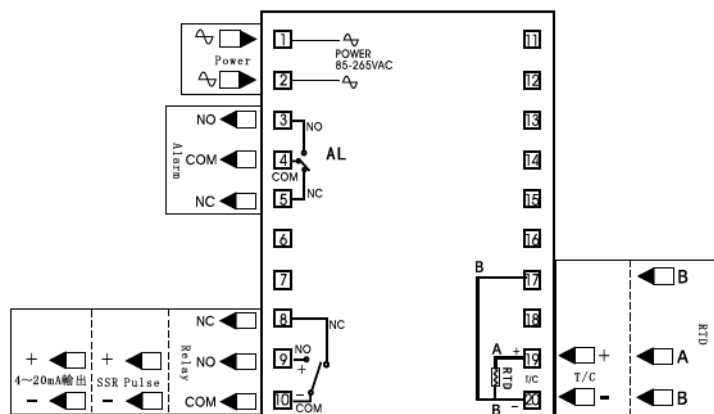 Power
1
POWER
85-265VAC
2
11
12
NO
COM
NC
Alarm
3
NO
4
COM
AL
5
NC
6
7
13
14
15
16
B
17
18
A
+
19
RTD
T/C
B
-
20
NC
NO
COM
Relay
8
NC
9
NO
+
10
-
COM
+
4～20mA輸出
-
+
SSR Pulse
-
+
T/C
-
B
A
B
RTD